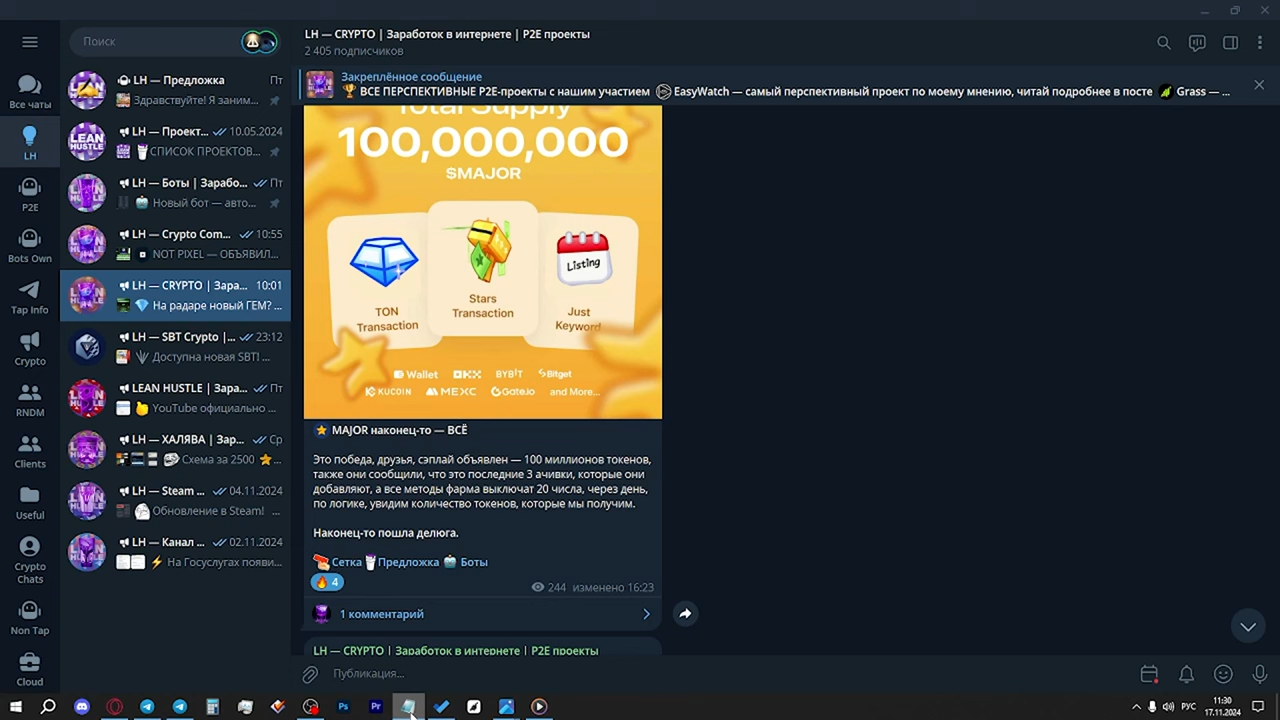 LH — CRYPTO | Заработок в интернете | P2E проекты
2 405 подписчиков
Поиск
Закреплённое сообщение
ВСЕ ПЕРСПЕКТИВНЫЕ P2E-проекты с нашим участием EasyWatch — самый перспективный проект по моему мнению, читай подробнее в посте Grass — ...
Все чаты
LH
P2E
Bots Own
Tap Info
Crypto
RNDM
Clients
Useful
Crypto Chats
Non Tap
Cloud
LH — Предложка Пт
Здравствуйте! Я заним...
LH — Проект... 10.05.2024
СПИСОК ПРОЕКТОВ...
LH — Боты | Зарабо... Пт
Новый бот — авто...
LH — Crypto Com... 10:55
NOT PIXEL — ОБЪЯВИЛ...
LH — CRYPTO | Зара... 10:01
На радаре новый ГЕМ? ...
LH — SBT Crypto |... 23:12
Доступна новая SBT! ...
LEAN HUSTLE | Зара... Пт
YouTube официально ...
LH — ХАЛЯВА | Зар... Ср
Схема за 2500 ...
LH — Steam ... 04.11.2024
Обновление в Steam! ...
LH — Канал ... 02.11.2024
На Госуслугах появи...
Total Supply
100,000,000
$MAJOR
TON
Transaction
Stars
Transaction
Listing
Just
Keyword
Wallet OKX BYBIT Bitget
KUCOIN MEXC Gate.io and More...
MAJOR наконец-то — ВСЁ
Это победа, друзья, сэплай объявлен — 100 миллионов токенов,
также они сообщили, что это последние 3 ачивки, которые они
добавляют, а все методы фарма выключат 20 числа, через день,
по логике, увидим количество токенов, которые мы получим.
Наконец-то пошла делюга.
Сетка Предложка Боты
4
244 изменено 16:23
1 комментарий
LH — CRYPTO | Заработок в интернете | P2E проекты
Публикация...
Ps Pr
РУС
11:30
17.11.2024